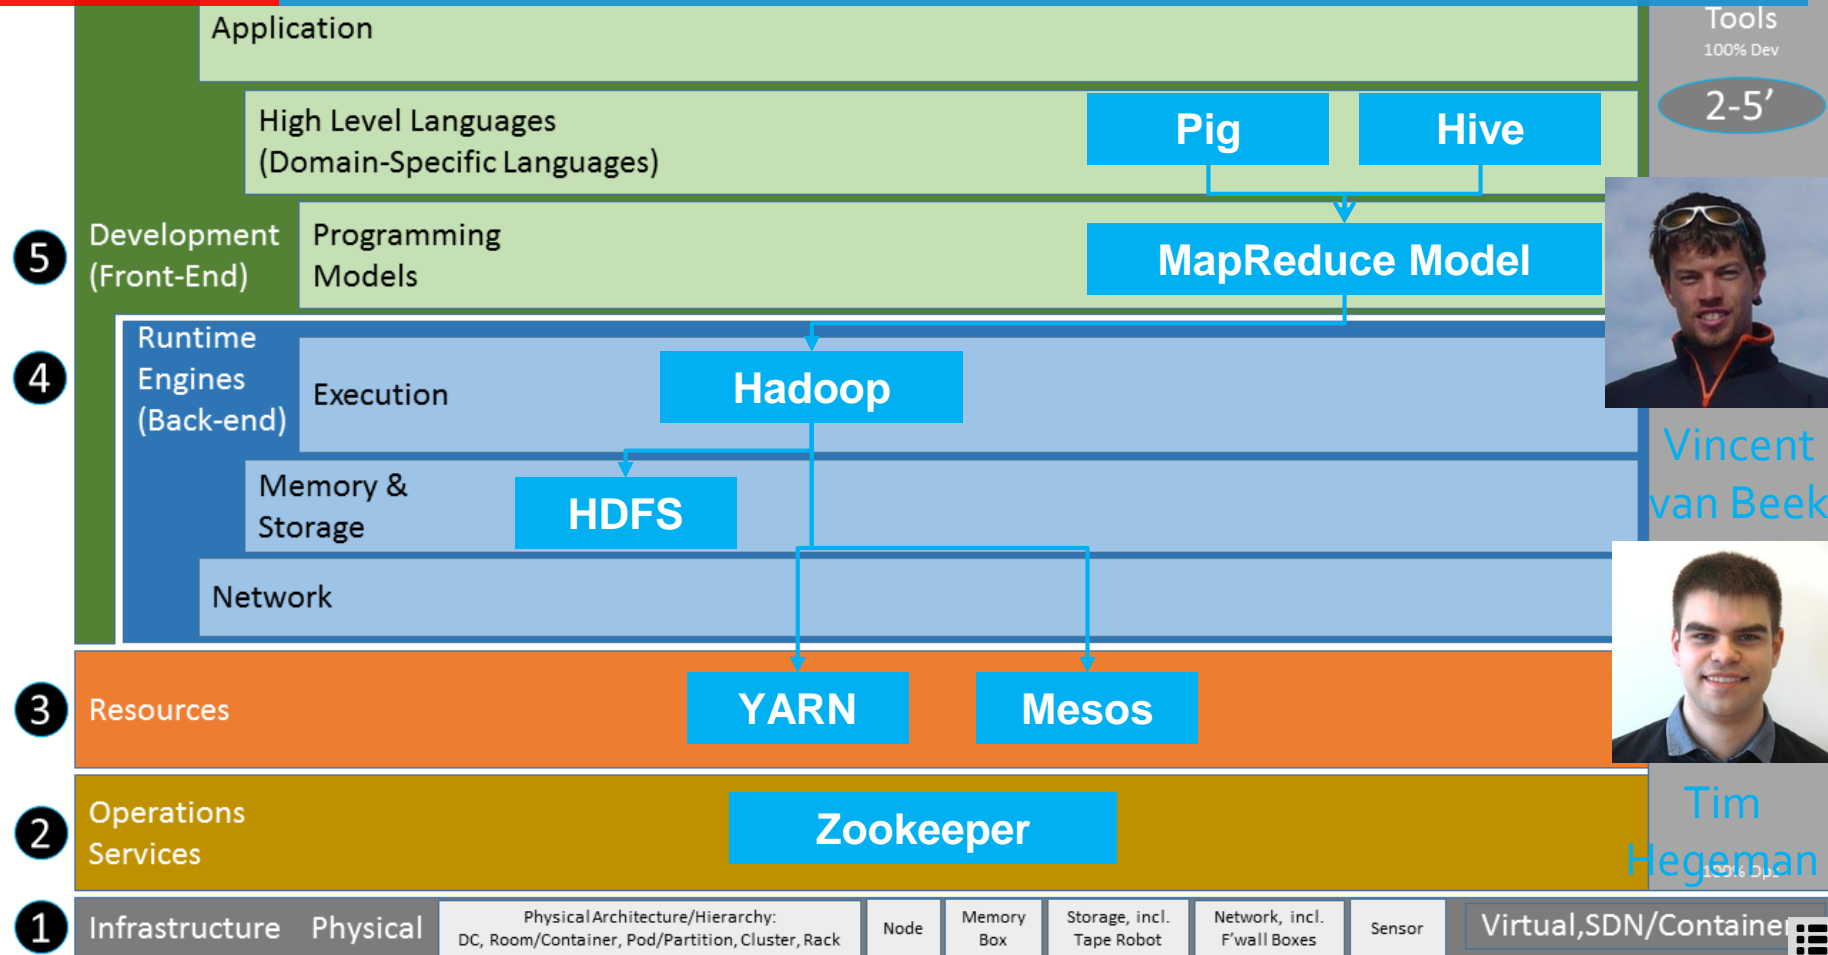 Application
Tools
100% Dev
2-5’
High Level Languages
(Domain-Specific Languages)
Pig
Hive
5
Development
(Front-End)
Programming
Models
MapReduce Model
4
Runtime
Engines
(Back-end)
Execution
Hadoop
Vincent
van Beek
Memory &
Storage
HDFS
Network
3
Resources
YARN
Mesos
2
Operations
Services
Zookeeper
Tim
Hegeman
100% Ops
1
Infrastructure
Physical
Physical Architecture/Hierarchy:
DC, Room/Container, Pod/Partition, Cluster, Rack
Node
Memory
Box
Storage, incl.
Tape Robot
Network, incl.
F'wall Boxes
Sensor
Virtual,SDN/Container